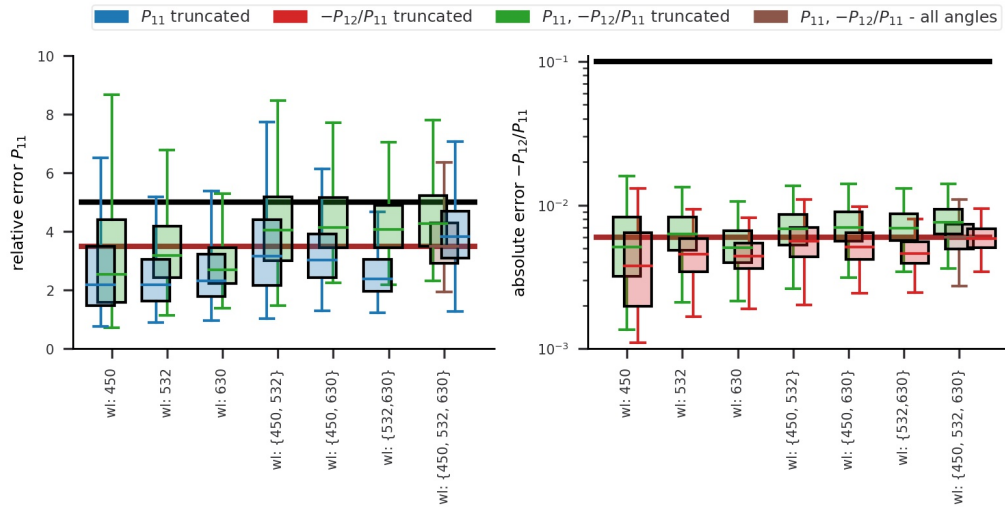 P₁₁ truncated   −P₁₂/P₁₁ truncated   P₁₁, −P₁₂/P₁₁ truncated   P₁₁, −P₁₂/P₁₁ - all angles
relative error P₁₁
10
8
6
4
2
0
wl: 450
wl: 532
wl: 630
wl: {450, 532}
wl: {450, 630}
wl: {532,630}
wl: {450, 532, 630}
absolute error −P₁₂/P₁₁
10⁻¹
10⁻²
10⁻³
wl: 450
wl: 532
wl: 630
wl: {450, 532}
wl: {450, 630}
wl: {532,630}
wl: {450, 532, 630}